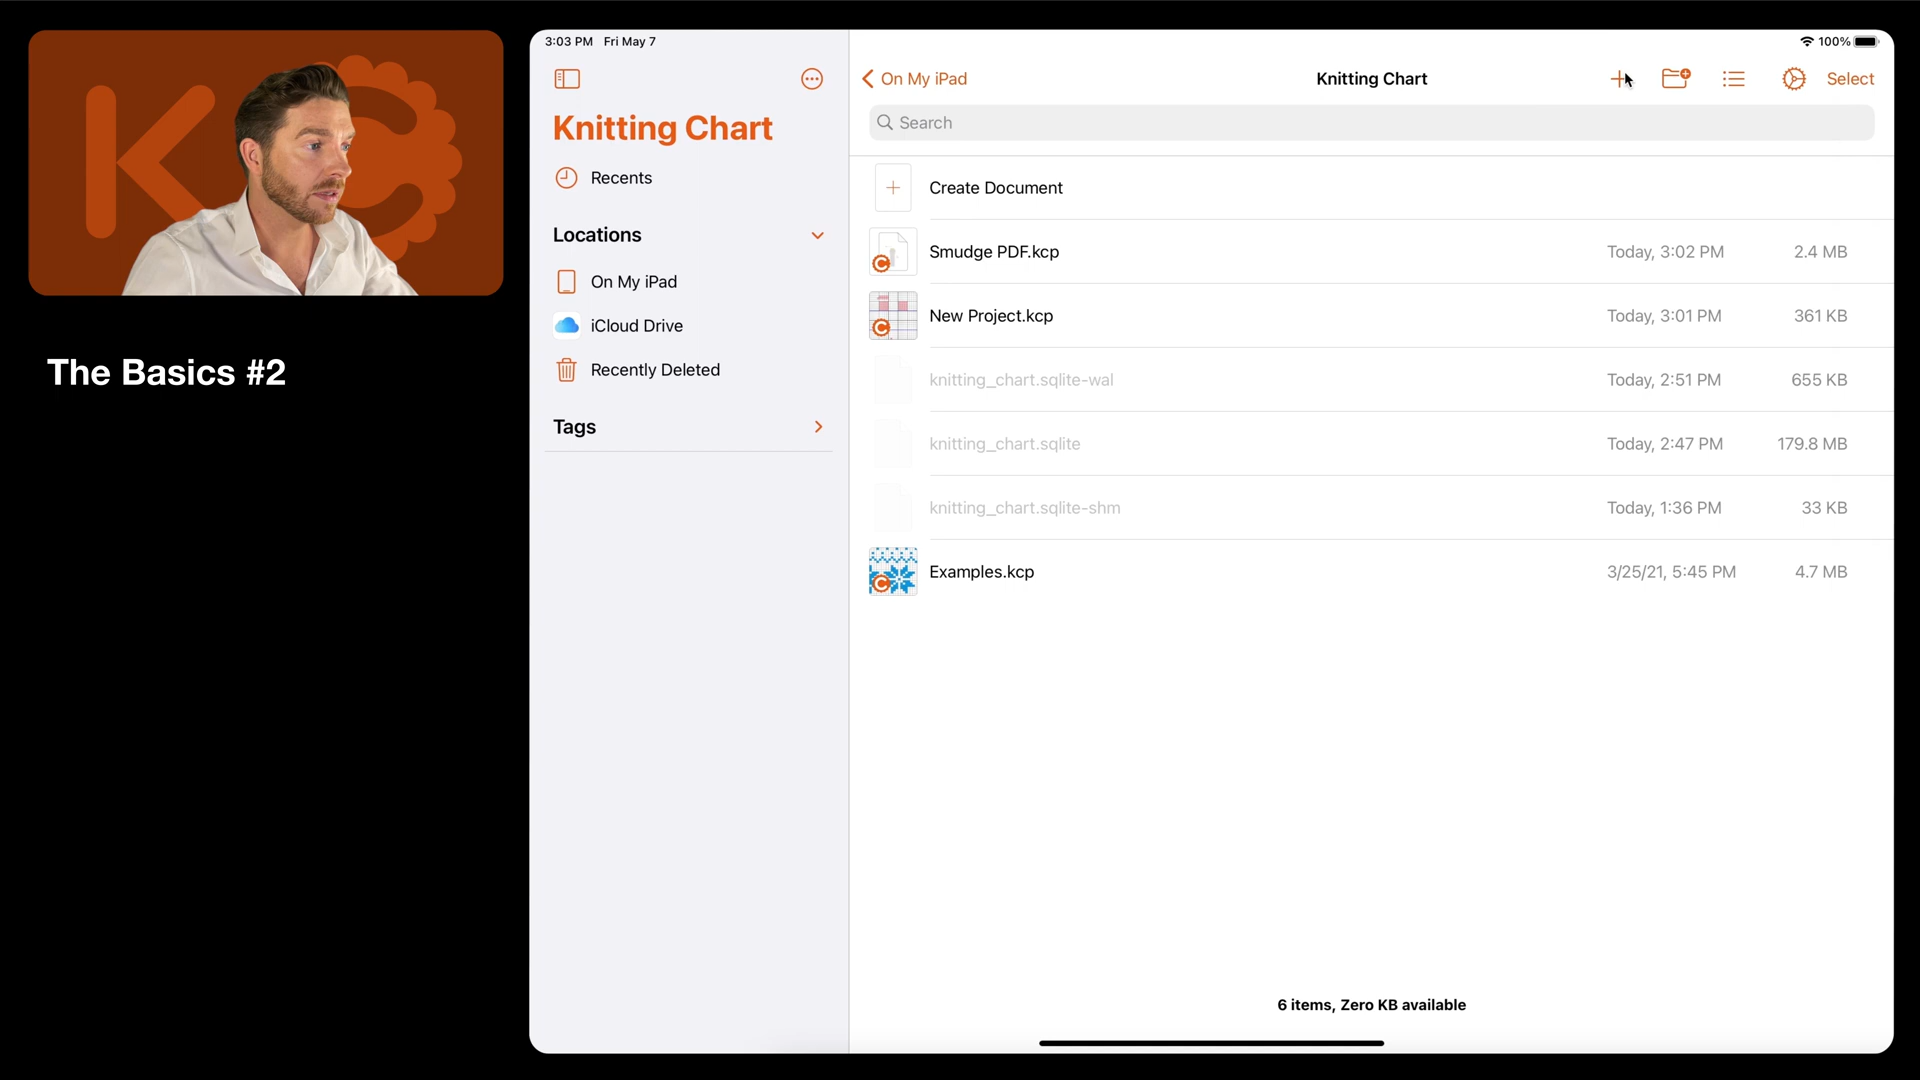 KC
The Basics #2
3:03 PM Fri May 7
100%
Knitting Chart
Recents
Locations
On My iPad
iCloud Drive
Recently Deleted
Tags
On My iPad
Knitting Chart
Select
Search
Create Document
Smudge PDF.kcp Today, 3:02 PM 2.4 MB
New Project.kcp Today, 3:01 PM 361 KB
knitting_chart.sqlite-wal Today, 2:51 PM 655 KB
knitting_chart.sqlite Today, 2:47 PM 179.8 MB
knitting_chart.sqlite-shm Today, 1:36 PM 33 KB
Examples.kcp 3/25/21, 5:45 PM 4.7 MB
6 items, Zero KB available